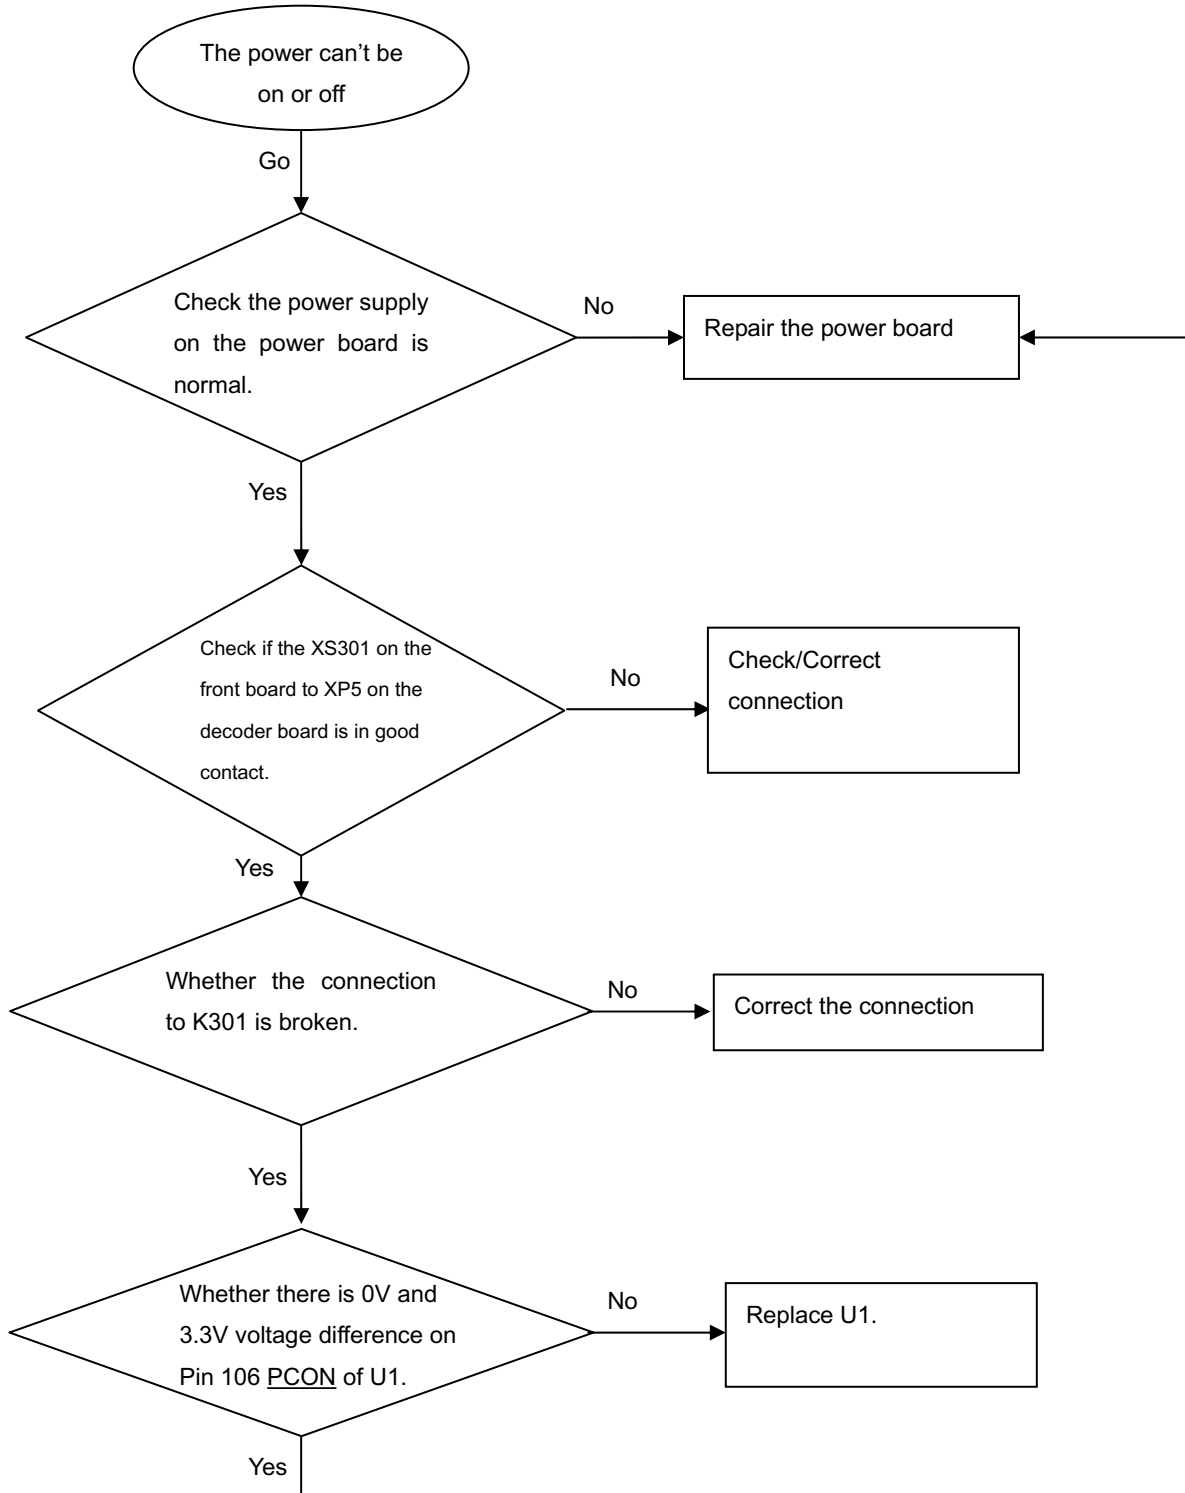 The power can't be
on or off
Go
Check the power supply
on the power board is
normal.
No
Repair the power board
Yes
Check if the XS301 on the
front board to XP5 on the
decoder board is in good
contact.
No
Check/Correct
connection
Yes
Whether the connection
to K301 is broken.
No
Correct the connection
Yes
Whether there is 0V and
3.3V voltage difference on
Pin 106 PCON of U1.
No
Replace U1.
Yes